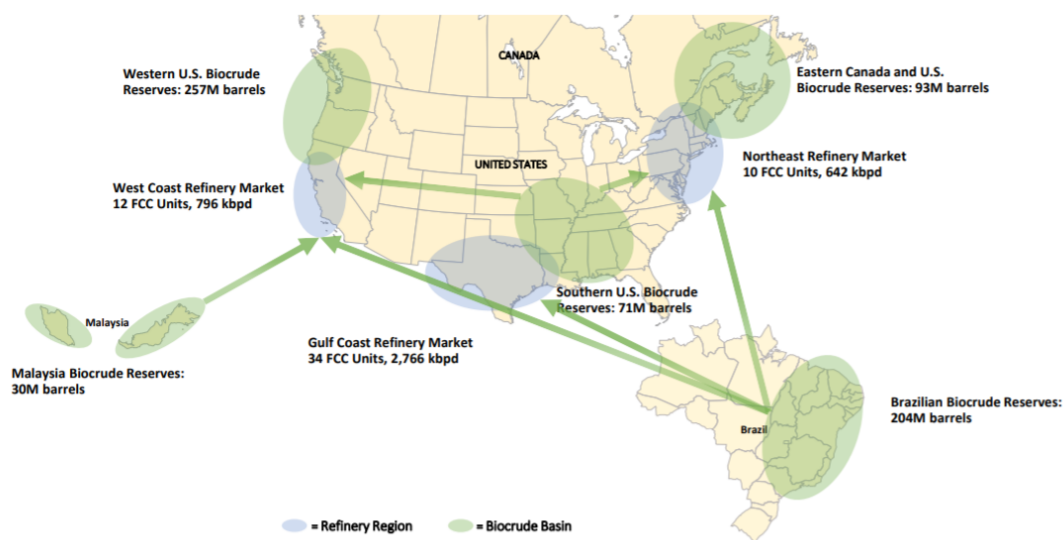 CANADA
Western U.S. Biocrude
Reserves: 257M barrels
Eastern Canada and U.S.
Biocrude Reserves: 93M barrels
UNITED STATES
Northeast Refinery Market
10 FCC Units, 642 kbpd
West Coast Refinery Market
12 FCC Units, 796 kbpd
Southern U.S. Biocrude
Reserves: 71M barrels
Malaysia
Gulf Coast Refinery Market
34 FCC Units, 2,766 kbpd
Malaysia Biocrude Reserves:
30M barrels
Brazilian Biocrude Reserves:
204M barrels
Brazil
= Refinery Region
= Biocrude Basin